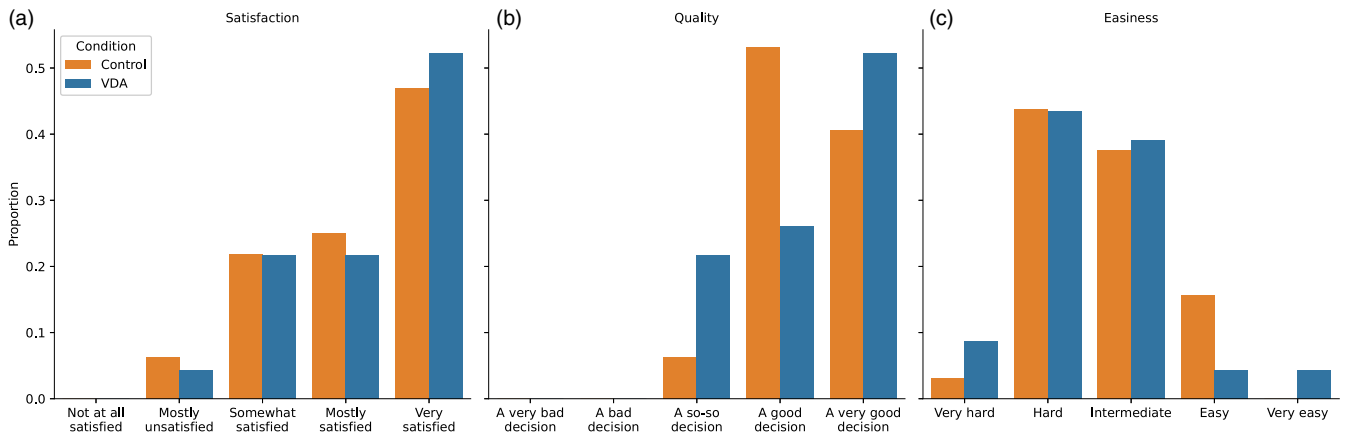 (a)
Satisfaction
(b)
Quality
(c)
Easiness
Condition
Control
VDA
Proportion
0.5
0.4
0.3
0.2
0.1
0.0
Not at all
satisfied
Mostly
unsatisfied
Somewhat
satisfied
Mostly
satisfied
Very
satisfied
A very bad
decision
A bad
decision
A so-so
decision
A good
decision
A very good
decision
Very hard
Hard
Intermediate
Easy
Very easy